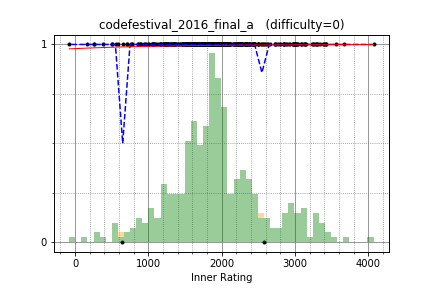 codefestival_2016_final_a (difficulty=0)
1
0
0 1000 2000 3000 4000
Inner Rating